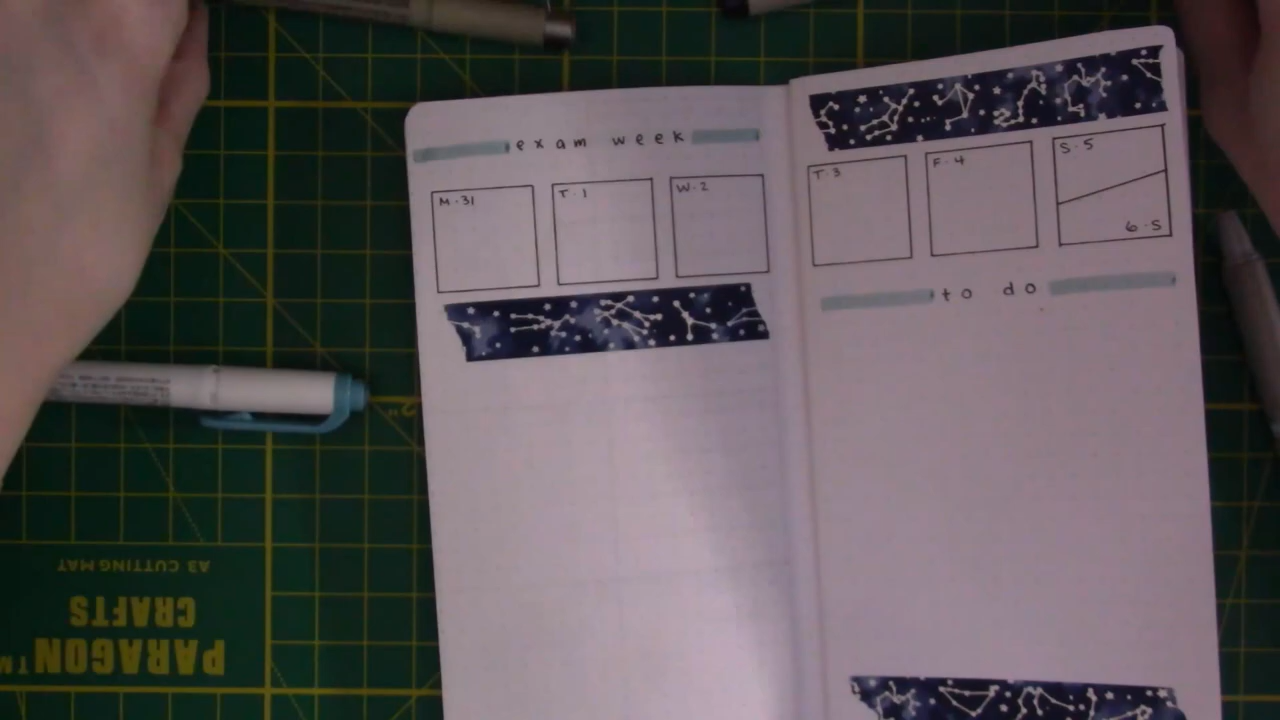 exam week
M·31
T·1
W·2
T·3
F·4
S·5
6·S
to do
A3 CUTTING MAT
CRAFTS
PARAGON™